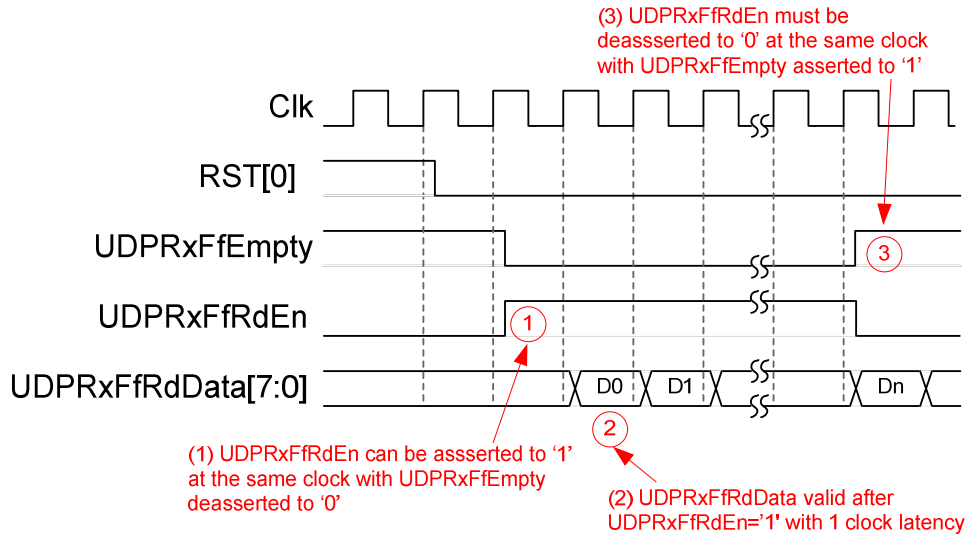 (3) UDPRxFfRdEn must be
deassserted to ‘0’ at the same clock
with UDPRxFfEmpty asserted to ‘1’
Clk
RST[0]
UDPRxFfEmpty
3
UDPRxFfRdEn
1
UDPRxFfRdData[7:0]
D0
D1
Dn
2
(1) UDPRxFfRdEn can be assserted to ‘1’
at the same clock with UDPRxFfEmpty
deasserted to ‘0’
(2) UDPRxFfRdData valid after
UDPRxFfRdEn=’1' with 1 clock latency